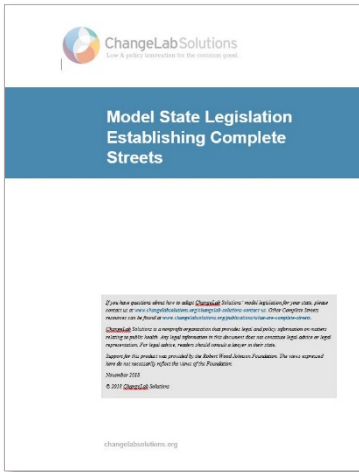 ChangeLabSolutions
Law & policy innovation for the common good.
Model State Legislation
Establishing Complete
Streets
If you have questions about how to adapt ChangeLab Solutions' model legislation for your state, please
contact us at www.changelabsolutions.org/changelab-solutions-contact-us. Other Complete Streets
resources can be found at www.changelabsolutions.org/publications/what-are-complete-streets.
ChangeLab Solutions is a nonprofit organization that provides legal and policy information on matters
relating to public health. Any legal information in this document does not constitute legal advice or legal
representation. For legal advice, readers should consult a lawyer in their state.
Support for this product was provided by the Robert Wood Johnson Foundation. The views expressed
here do not necessarily reflect the views of the Foundation.
November 2018
© 2018 ChangeLab Solutions
changelabsolutions.org